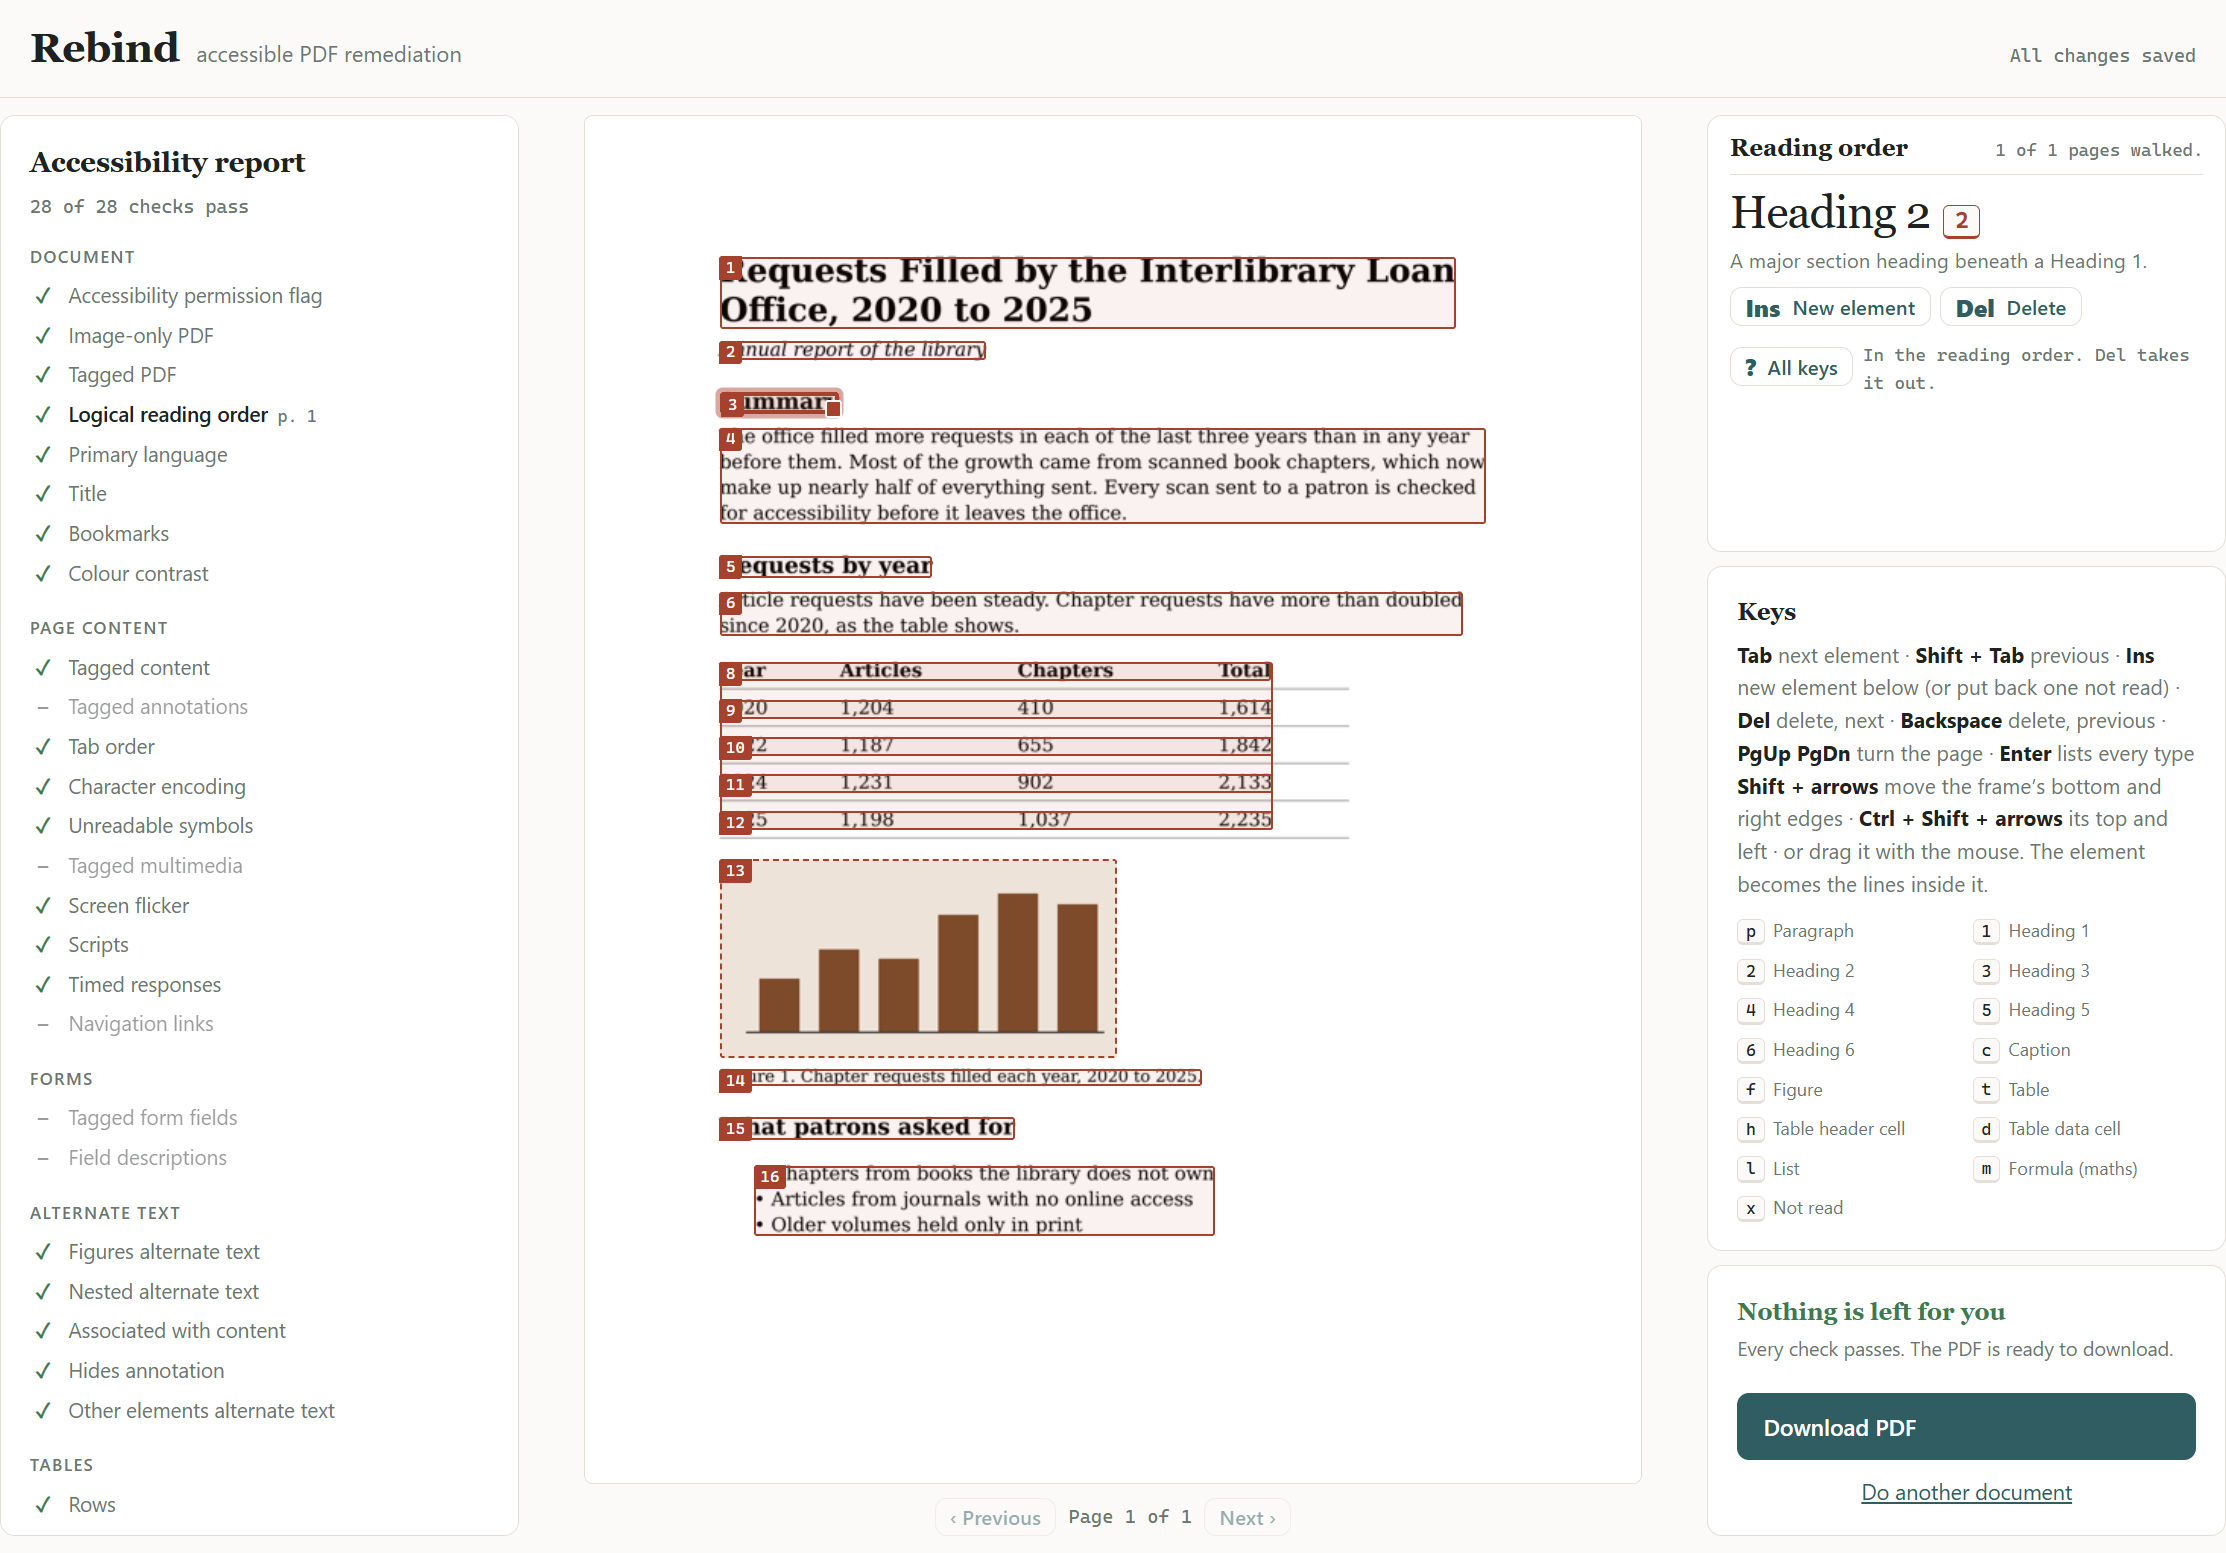 Rebind accessible PDF remediation
All changes saved
Accessibility report
28 of 28 checks pass
DOCUMENT
✓ Accessibility permission flag
✓ Image-only PDF
✓ Tagged PDF
✓ Logical reading order p. 1
✓ Primary language
✓ Title
✓ Bookmarks
✓ Colour contrast
PAGE CONTENT
✓ Tagged content
– Tagged annotations
✓ Tab order
✓ Character encoding
✓ Unreadable symbols
– Tagged multimedia
✓ Screen flicker
✓ Scripts
✓ Timed responses
– Navigation links
FORMS
– Tagged form fields
– Field descriptions
ALTERNATE TEXT
✓ Figures alternate text
✓ Nested alternate text
✓ Associated with content
✓ Hides annotation
✓ Other elements alternate text
TABLES
✓ Rows
1 equests Filled by the Interlibrary Loan
Office, 2020 to 2025
2 nual report of the library
3 ummary
4 e office filled more requests in each of the last three years than in any year
before them. Most of the growth came from scanned book chapters, which now
make up nearly half of everything sent. Every scan sent to a patron is checked
for accessibility before it leaves the office.
5 equests by year
6 ticle requests have been steady. Chapter requests have more than doubled
since 2020, as the table shows.
8 ar Articles Chapters Total
9 20 1,204 410 1,614
10 22 1,187 655 1,842
11 24 1,231 902 2,133
12 25 1,198 1,037 2,235
13
14 ure 1. Chapter requests filled each year, 2020 to 2025.
15 hat patrons asked for
16 hapters from books the library does not own
• Articles from journals with no online access
• Older volumes held only in print
‹ Previous Page 1 of 1 Next ›
Reading order 1 of 1 pages walked.
Heading 2 2
A major section heading beneath a Heading 1.
Ins New element Del Delete
? All keys In the reading order. Del takes
it out.
Keys
Tab next element · Shift + Tab previous · Ins
new element below (or put back one not read) ·
Del delete, next · Backspace delete, previous ·
PgUp PgDn turn the page · Enter lists every type
Shift + arrows move the frame’s bottom and
right edges · Ctrl + Shift + arrows its top and
left · or drag it with the mouse. The element
becomes the lines inside it.
p Paragraph 1 Heading 1
2 Heading 2 3 Heading 3
4 Heading 4 5 Heading 5
6 Heading 6 c Caption
f Figure t Table
h Table header cell d Table data cell
l List m Formula (maths)
x Not read
Nothing is left for you
Every check passes. The PDF is ready to download.
Download PDF
Do another document